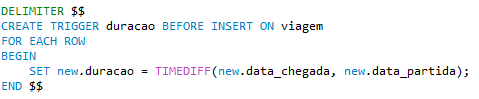 DELIMITER $$
CREATE TRIGGER duracao BEFORE INSERT ON viagem
FOR EACH ROW
BEGIN
    SET new.duracao = TIMEDIFF(new.data_chegada, new.data_partida);
END $$